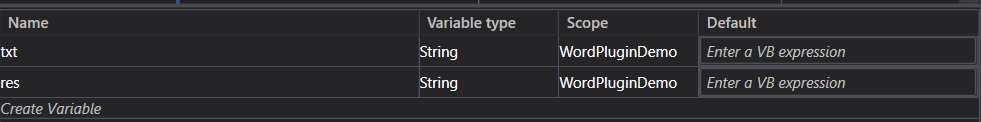 Name Variable type Scope Default
txt String WordPluginDemo Enter a VB expression
res String WordPluginDemo Enter a VB expression
Create Variable